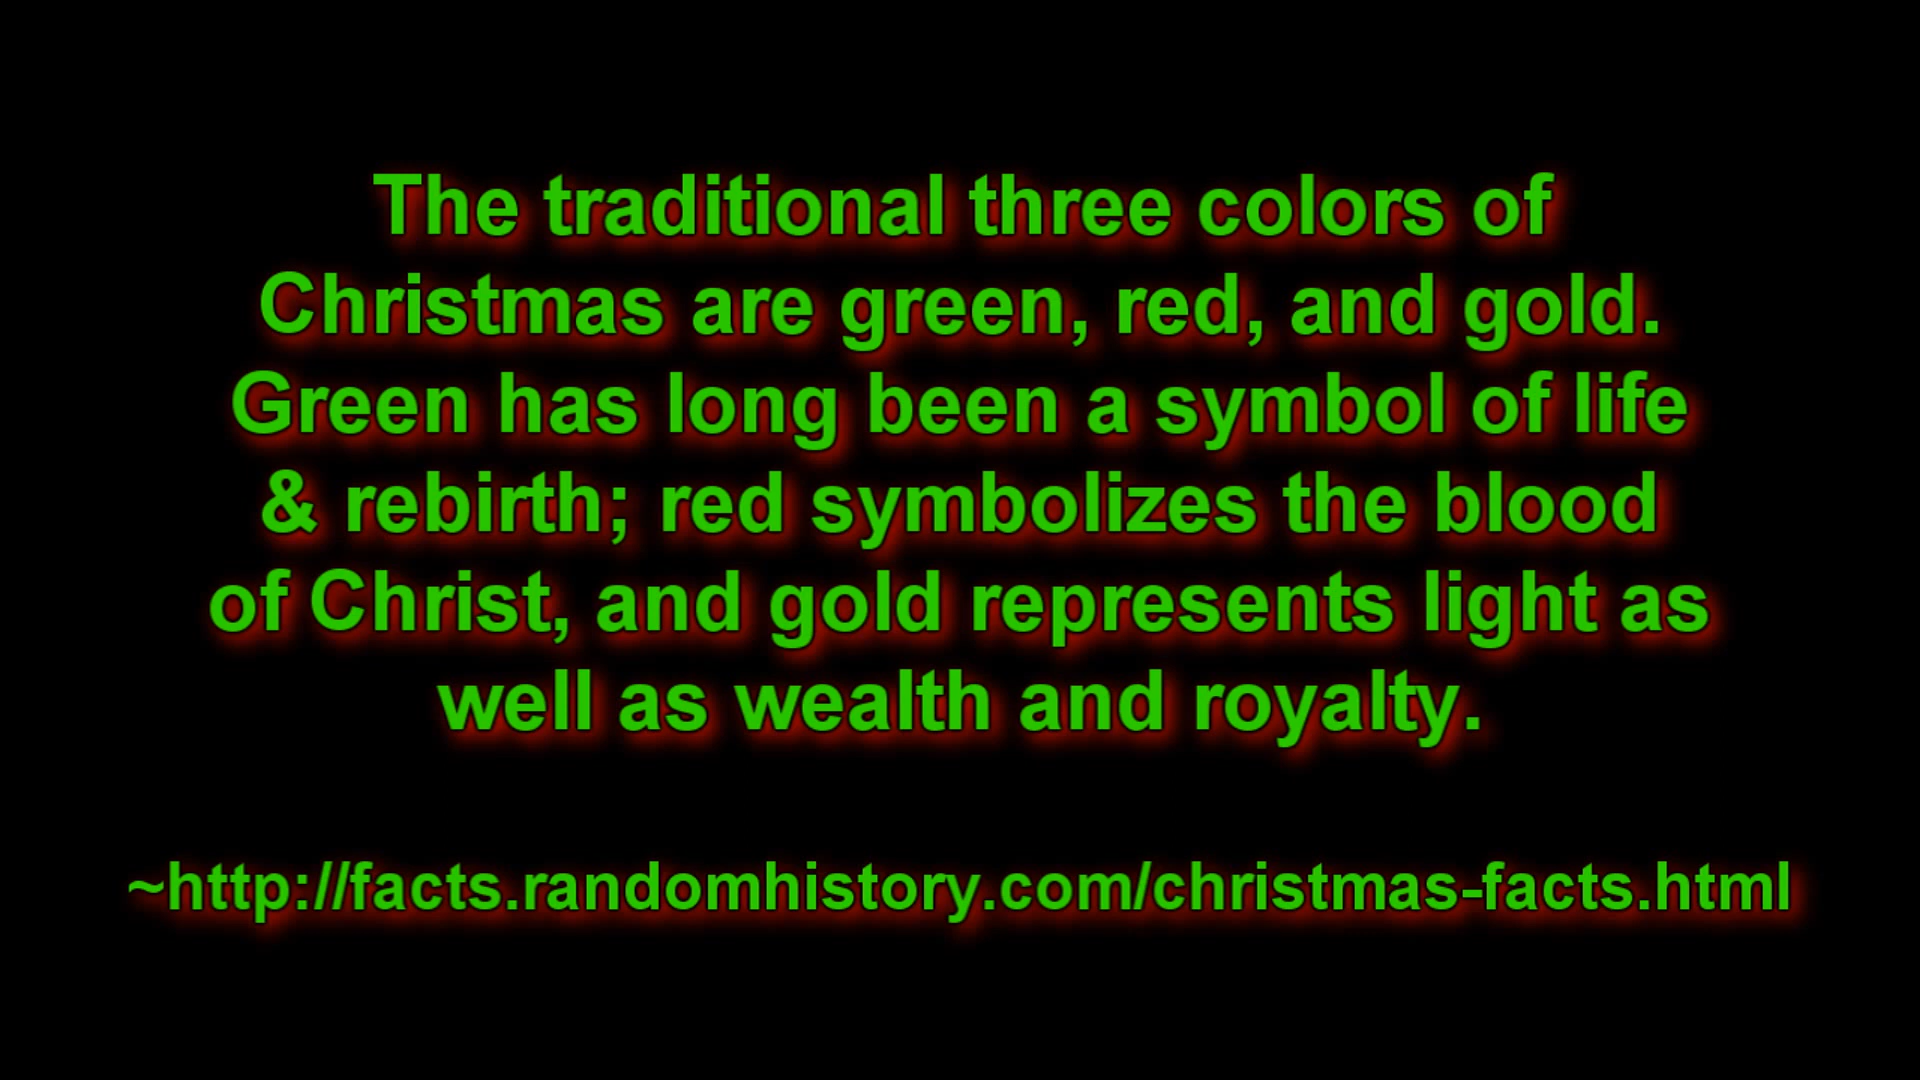 The traditional three colors of
Christmas are green, red, and gold.
Green has long been a symbol of life
& rebirth; red symbolizes the blood
of Christ, and gold represents light as
well as wealth and royalty.
~http://facts.randomhistory.com/christmas-facts.html